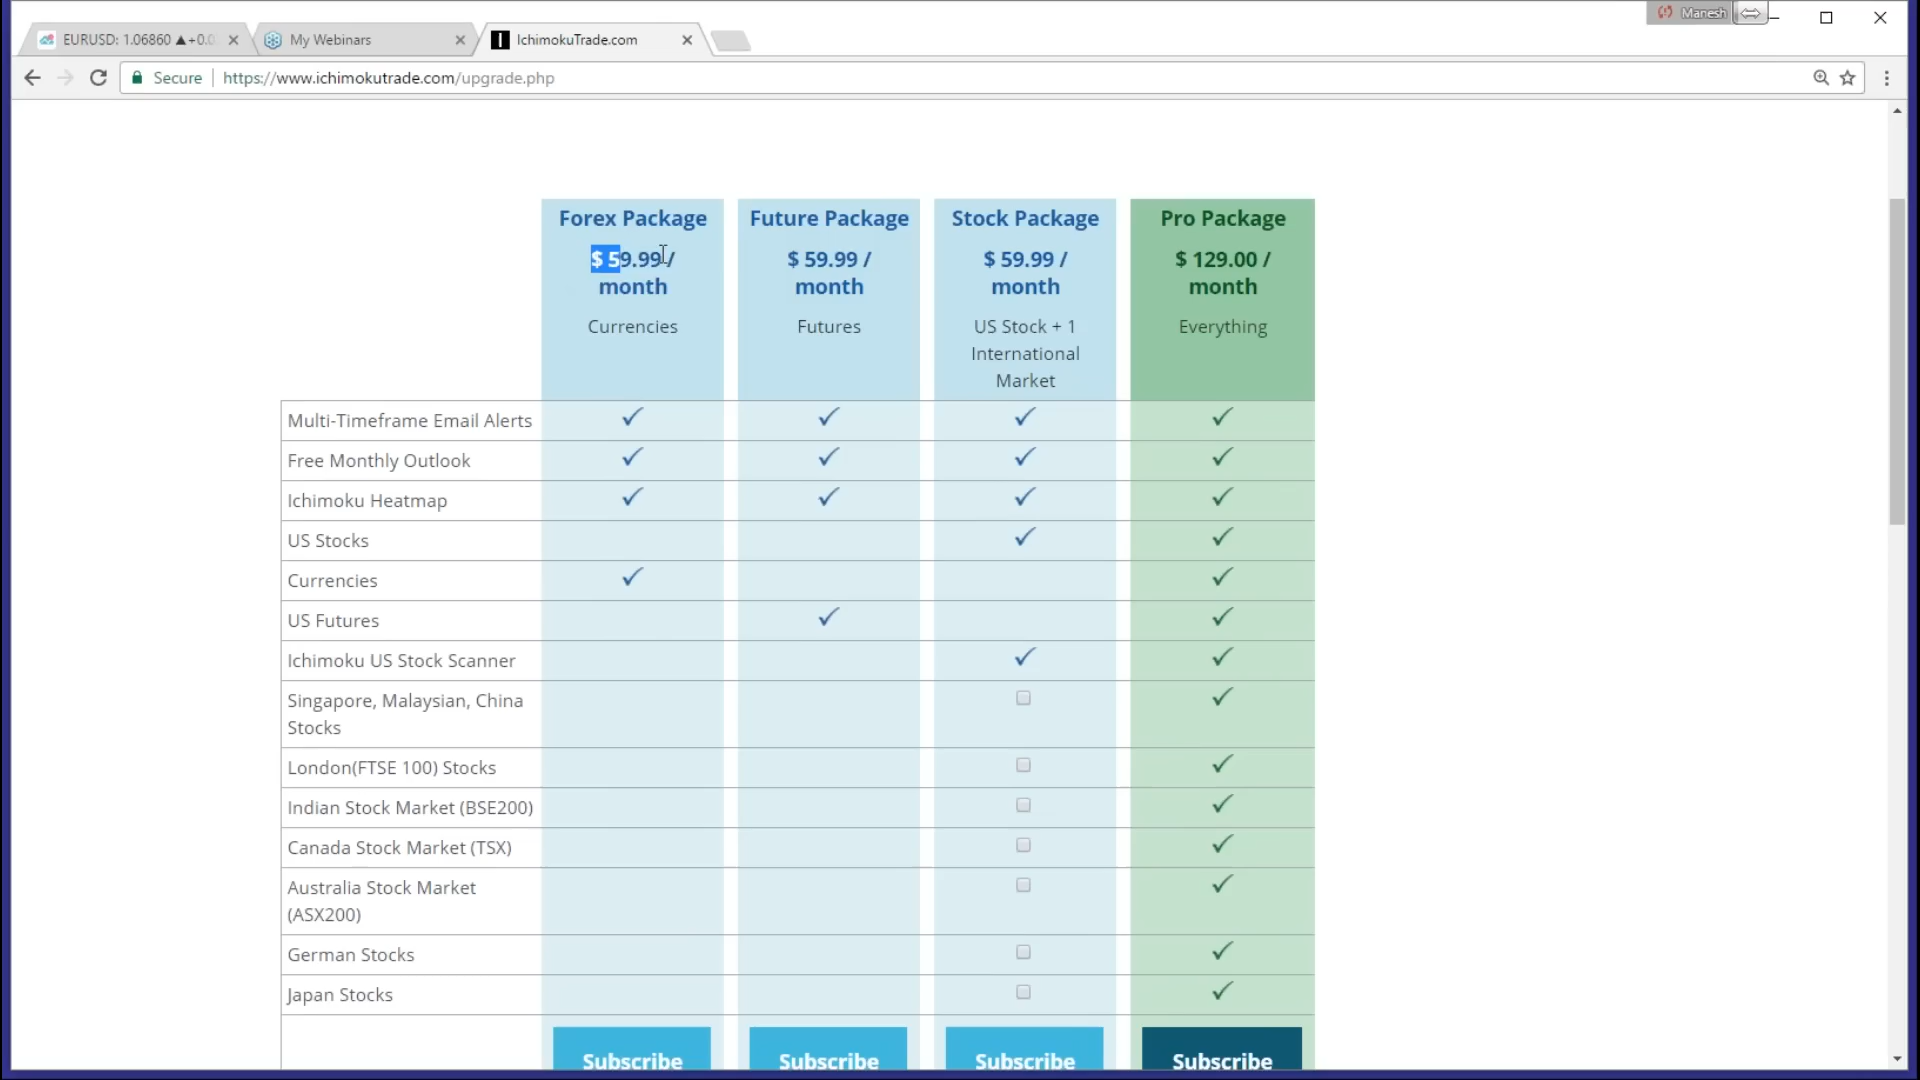 Manesh
EURUSD: 1.06860 ▲+0.0
My Webinars
IchimokuTrade.com
Secure
https://www.ichimokutrade.com/upgrade.php
Forex Package
$ 59.99 /
month
Currencies
Future Package
$ 59.99 /
month
Futures
Stock Package
$ 59.99 /
month
US Stock + 1
International
Market
Pro Package
$ 129.00 /
month
Everything
Multi-Timeframe Email Alerts
Free Monthly Outlook
Ichimoku Heatmap
US Stocks
Currencies
US Futures
Ichimoku US Stock Scanner
Singapore, Malaysian, China
Stocks
London(FTSE 100) Stocks
Indian Stock Market (BSE200)
Canada Stock Market (TSX)
Australia Stock Market
(ASX200)
German Stocks
Japan Stocks
Subscribe
Subscribe
Subscribe
Subscribe